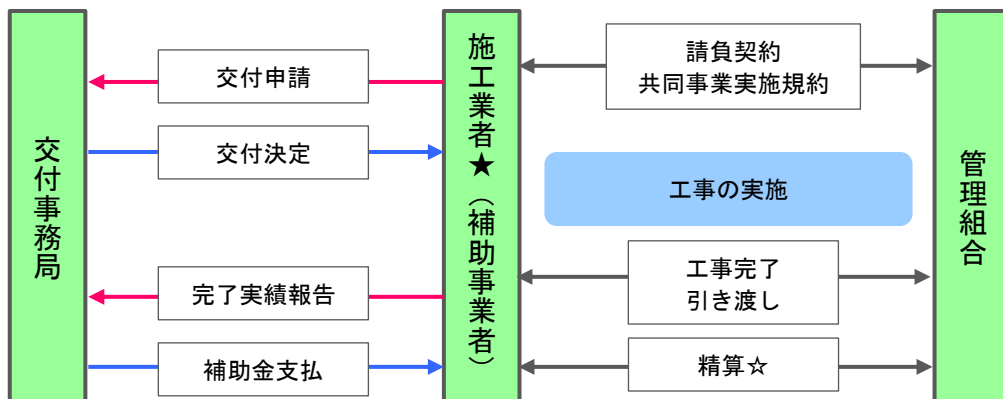 交付事務局
交付申請
交付決定
完了実績報告
補助金支払
施工業者★（補助事業者）
請負契約
共同事業実施規約
工事の実施
工事完了
引き渡し
精算☆
管理組合